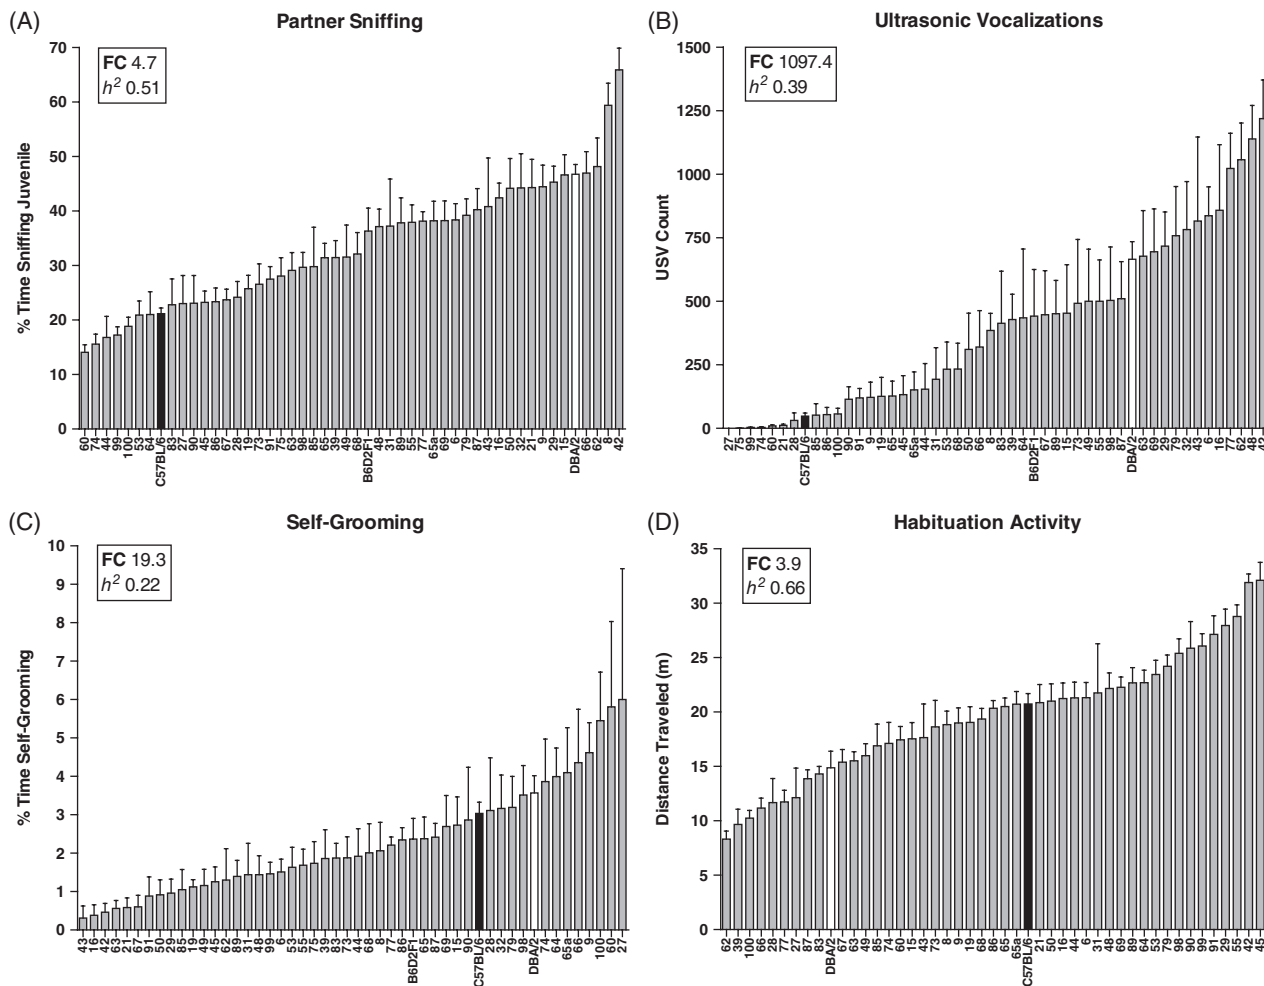 (A)
Partner Sniffing
FC 4.7
h² 0.51
% Time Sniffing Juvenile
70
60
50
40
30
20
10
0
60 74 44 99 100 53 64 C57BL/6 83 27 90 45 86 67 28 19 73 91 75 63 98 85 65 39 49 68 B6D2F1 48 31 89 55 77 65a 69 6 79 87 43 16 50 32 21 9 29 15 DBA/2 66 62 8 42
(B)
Ultrasonic Vocalizations
FC 1097.4
h² 0.39
USV Count
1500
1250
1000
750
500
250
0
27 75 99 74 60 21 28 C57BL/6 85 86 100 90 91 9 19 65 45 65a 44 31 53 68 50 66 8 83 39 64 B6D2F1 67 89 15 73 49 55 98 87 DBA/2 63 69 29 79 32 43 6 16 77 62 48 42
(C)
Self-Grooming
FC 19.3
h² 0.22
% Time Self-Grooming
10
9
8
7
6
5
4
3
2
1
0
43 16 42 63 21 67 91 50 29 85 19 49 45 62 89 31 48 99 6 53 55 75 39 83 73 44 68 8 77 86 B6D2F1 65 87 69 15 90 C57BL/6 28 32 79 98 DBA/2 74 64 65a 66 9 100 60 27
(D)
Habituation Activity
FC 3.9
h² 0.66
Distance Traveled (m)
35
30
25
20
15
10
5
0
62 39 100 66 28 77 27 87 83 DBA/2 67 63 49 85 74 60 15 43 73 8 9 19 68 86 65 65a C57BL/6 21 50 16 44 6 31 48 69 89 64 53 79 98 90 99 91 29 55 42 45